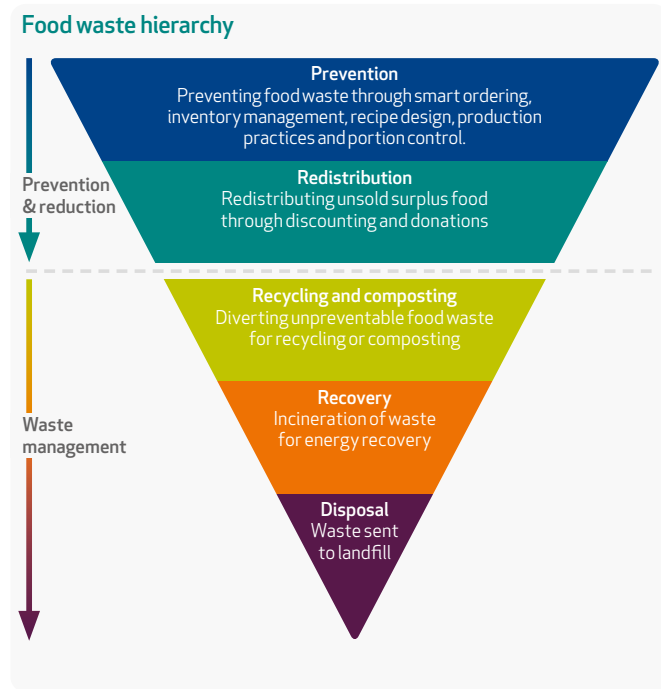 Food waste hierarchy
Prevention
Preventing food waste through smart ordering,
inventory management, recipe design, production
practices and portion control.
Redistribution
Redistributing unsold surplus food
through discounting and donations
Prevention
& reduction
Recycling and composting
Diverting unpreventable food waste
for recycling or composting
Recovery
Incineration of waste
for energy recovery
Waste
management
Disposal
Waste sent
to landfill